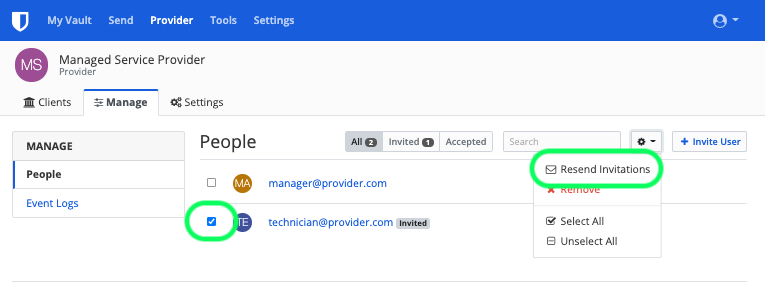 My Vault Send Provider Tools Settings
MS Managed Service Provider
Provider
Clients Manage Settings
MANAGE
People
Event Logs
People All 2 Invited 1 Accepted Search + Invite User
MA manager@provider.com
TE technician@provider.com Invited
Resend Invitations
Remove
Select All
Unselect All